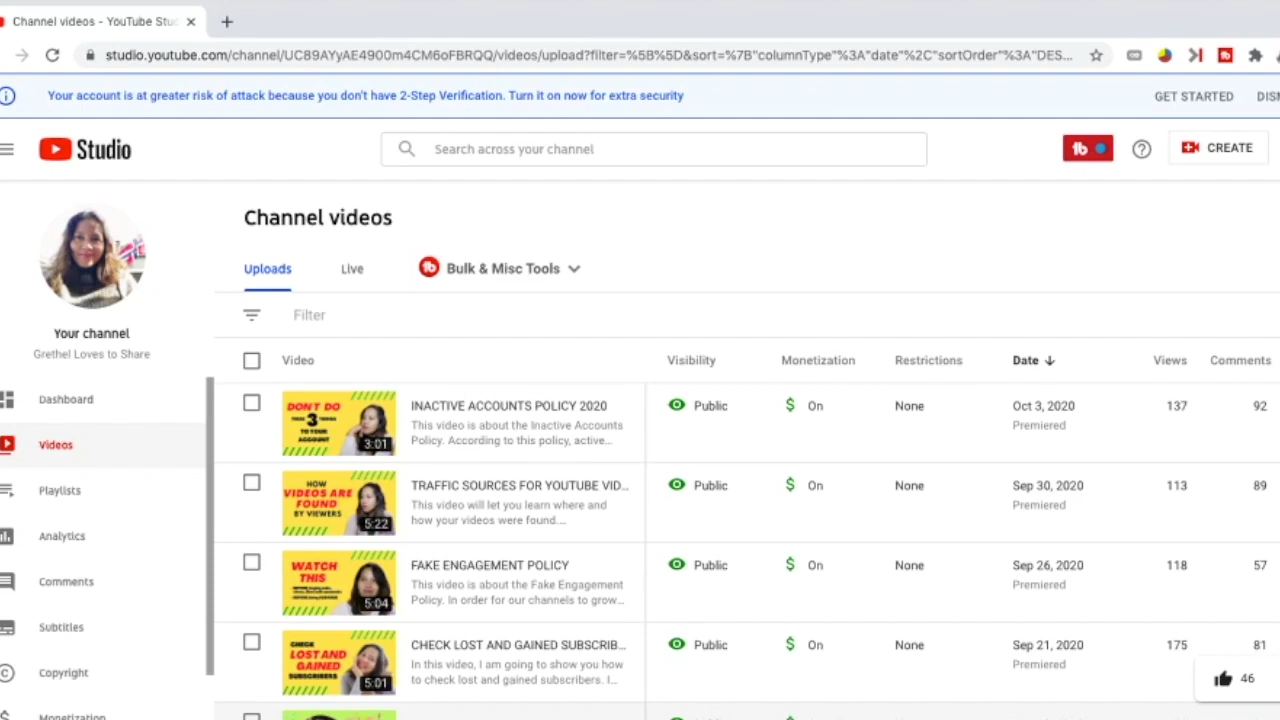 Channel videos - YouTube Stu
studio.youtube.com/channel/UC89AYyAE4900m4CM6oFBRQQ/videos/upload?filter=%5B%5D&sort=%7B"columnType"%3A"date"%2C"sortOrder"%3A"DES...
Your account is at greater risk of attack because you don't have 2-Step Verification. Turn it on now for extra security
GET STARTED
DISM
Studio
Search across your channel
CREATE
Channel videos
Uploads
Live
Bulk & Misc Tools
Your channel
Grethel Loves to Share
Filter
Video
Visibility
Monetization
Restrictions
Date
Views
Comments
Dashboard
Videos
Playlists
Analytics
Comments
Subtitles
Copyright
Monetization
DON'T DO
THESE 3 THINGS
TO YOUR
ACCOUNT
3:01
INACTIVE ACCOUNTS POLICY 2020
This video is about the Inactive Accounts
Policy. According to this policy, active...
Public
On
None
Oct 3, 2020
Premiered
137
92
HOW
VIDEOS ARE
FOUND
BY VIEWERS
5:22
TRAFFIC SOURCES FOR YOUTUBE VID...
This video will let you learn where and
how your videos were found....
Public
On
None
Sep 30, 2020
Premiered
113
89
WATCH
THIS
5:04
FAKE ENGAGEMENT POLICY
This video is about the Fake Engagement
Policy. In order for our channels to grow...
Public
On
None
Sep 26, 2020
Premiered
118
57
CHECK
LOST AND
GAINED
SUBSCRIBERS
5:01
CHECK LOST AND GAINED SUBSCRIB...
In this video, I am going to show you how
to check lost and gained subscribers. I...
Public
On
None
Sep 21, 2020
Premiered
175
81
46